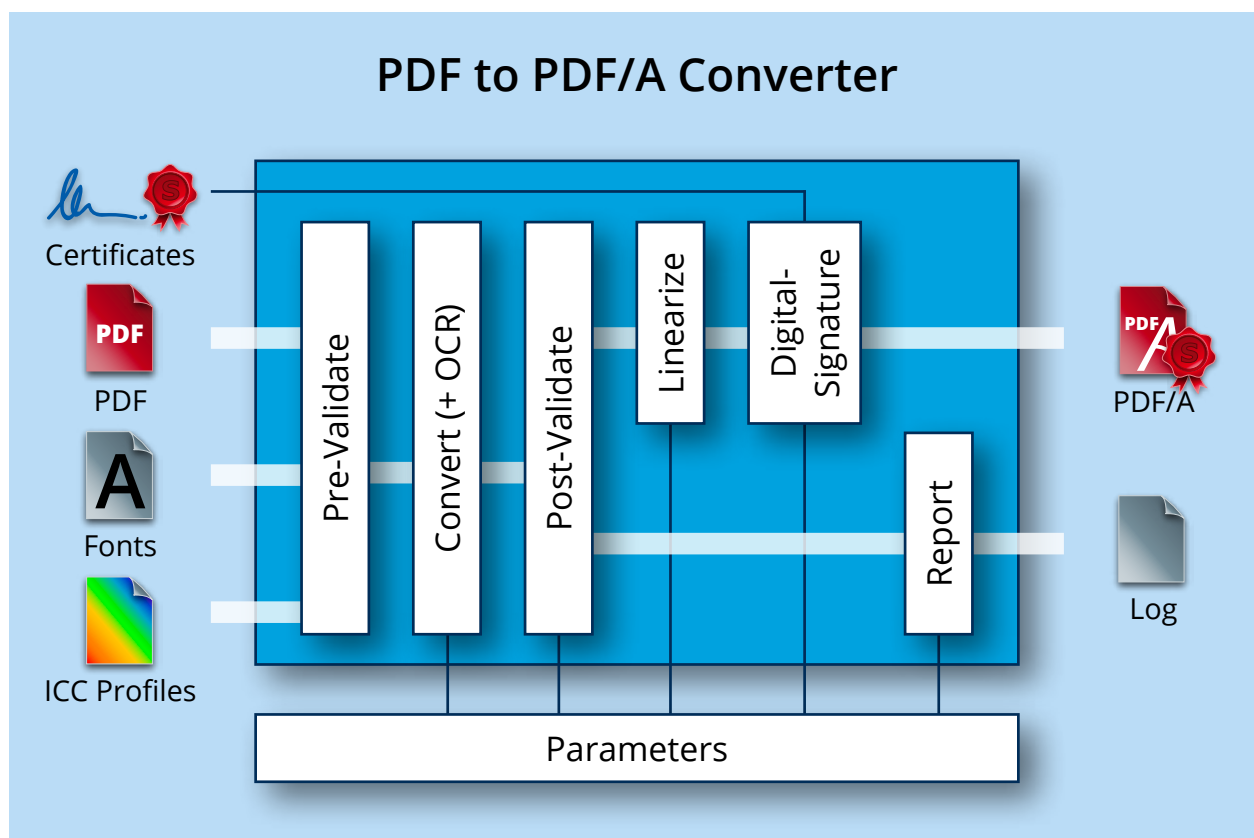 PDF to PDF/A Converter
S
Certificates
PDF
PDF
A
Fonts
ICC Profiles
Pre-Validate
Convert (+ OCR)
Post-Validate
Linearize
Digital-
Signature
Report
PDF
A
S
PDF/A
Log
Parameters